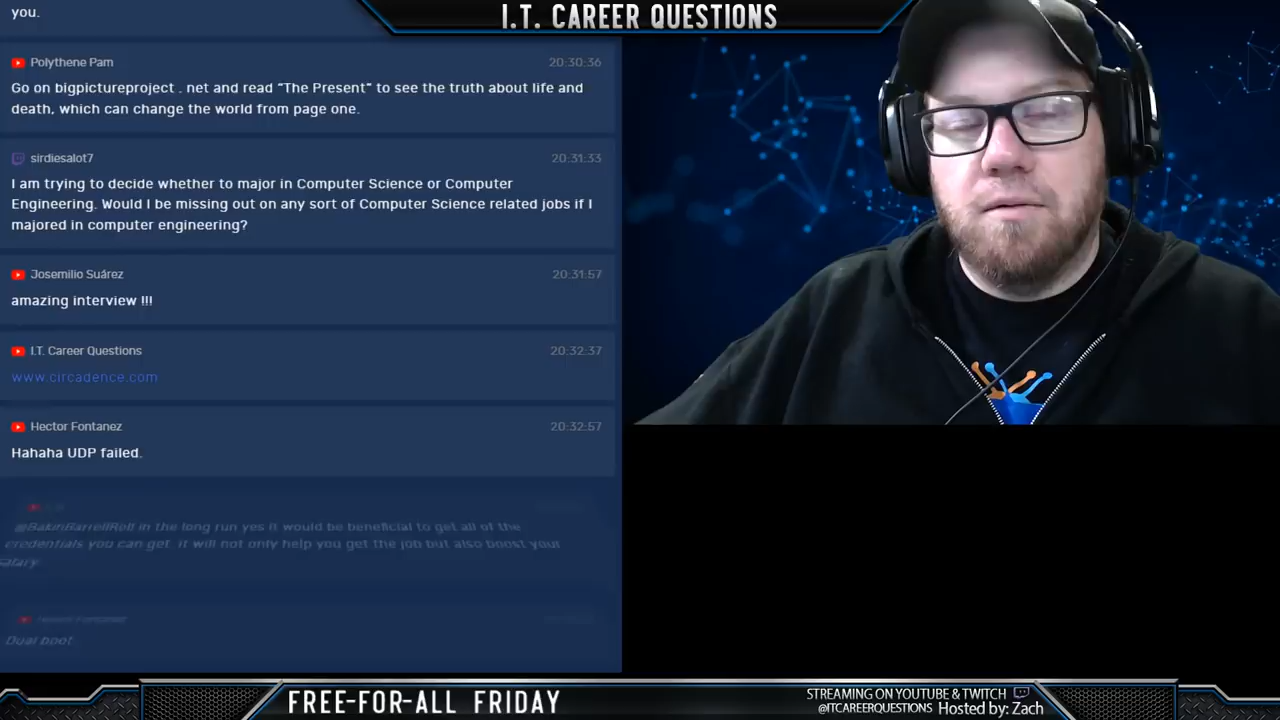 I.T. CAREER QUESTIONS
you.
Polythene Pam 20:30:36
Go on bigpictureproject . net and read “The Present” to see the truth about life and
death, which can change the world from page one.
sirdiesalot7 20:31:33
I am trying to decide whether to major in Computer Science or Computer
Engineering. Would I be missing out on any sort of Computer Science related jobs if I
majored in computer engineering?
Josemilio Suárez 20:31:57
amazing interview !!!
I.T. Career Questions 20:32:37
www.circadence.com
Hector Fontanez 20:32:57
Hahaha UDP failed.
@BakinBarrellRoll in the long run yes it would be beneficial to get all of the
credentials you can get. it will not only help you get the job but also boost your
salary
Hector Fontanez
Dual boot
FREE-FOR-ALL FRIDAY
STREAMING ON YOUTUBE & TWITCH
@ITCAREERQUESTIONS Hosted by: Zach